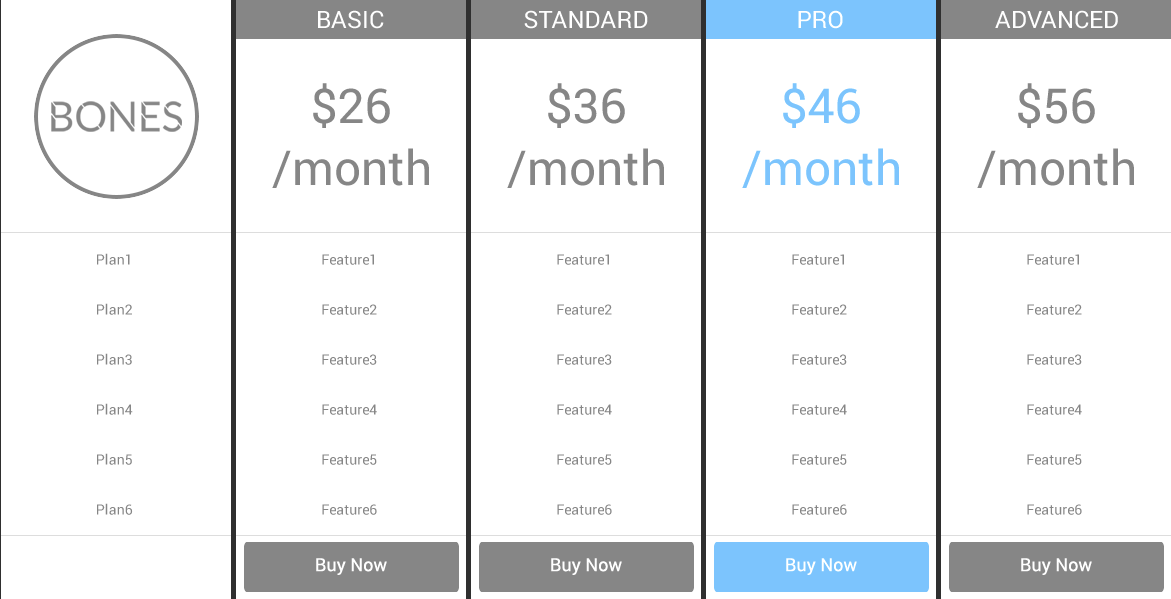 BASIC STANDARD PRO ADVANCED
BONES
$26 $36 $46 $56
/month /month /month /month
Plan1 Feature1 Feature1 Feature1 Feature1
Plan2 Feature2 Feature2 Feature2 Feature2
Plan3 Feature3 Feature3 Feature3 Feature3
Plan4 Feature4 Feature4 Feature4 Feature4
Plan5 Feature5 Feature5 Feature5 Feature5
Plan6 Feature6 Feature6 Feature6 Feature6
Buy Now Buy Now Buy Now Buy Now